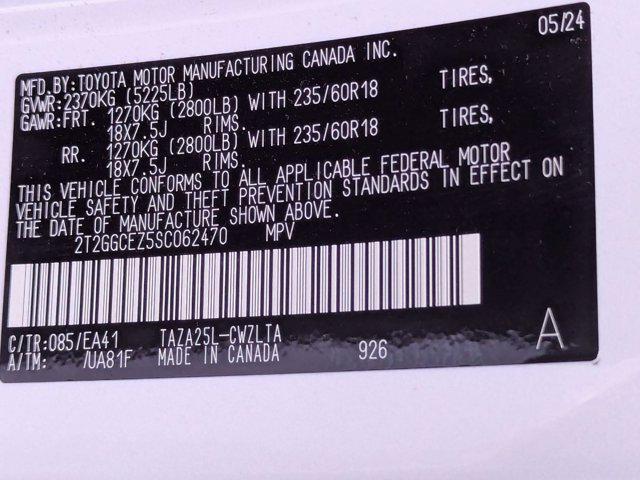 05/24
MFD.BY:TOYOTA MOTOR MANUFACTURING CANADA INC.
GVWR:2370KG (5225LB)
GAWR:FRT. 1270KG (2800LB) WITH 235/60R18 TIRES,
18X7.5J RIMS.
RR. 1270KG (2800LB) WITH 235/60R18 TIRES,
18X7.5J RIMS.
THIS VEHICLE CONFORMS TO ALL APPLICABLE FEDERAL MOTOR
VEHICLE SAFETY AND THEFT PREVENTION STANDARDS IN EFFECT ON
THE DATE OF MANUFACTURE SHOWN ABOVE.
2T2GGCEZ5SC062470 MPV
C/TR:085/EA41 TAZA25L-CWZLTA
A/TM: /UA81F MADE IN CANADA 926 A